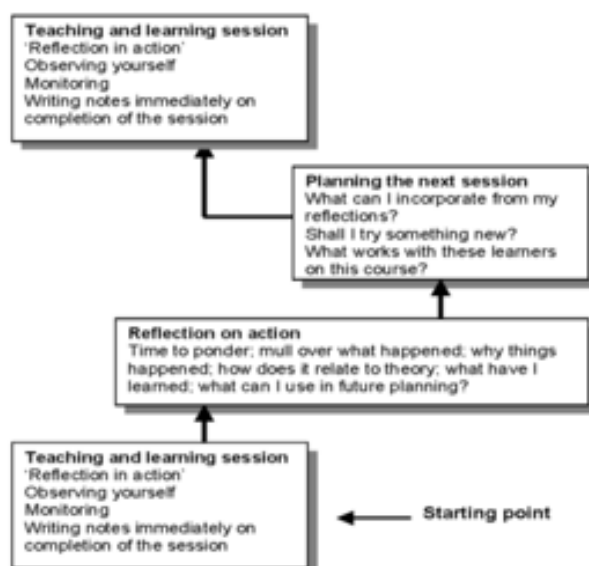 Teaching and learning session
'Reflection in action'
Observing yourself
Monitoring
Writing notes immediately on
completion of the session
Planning the next session
What can I incorporate from my
reflections?
Shall I try something new?
What works with these learners
on this course?
Reflection on action
Time to ponder; mull over what happened; why things
happened; how does it relate to theory; what have I
learned; what can I use in future planning?
Teaching and learning session
'Reflection in action'
Observing yourself
Monitoring
Writing notes immediately on
completion of the session
Starting point